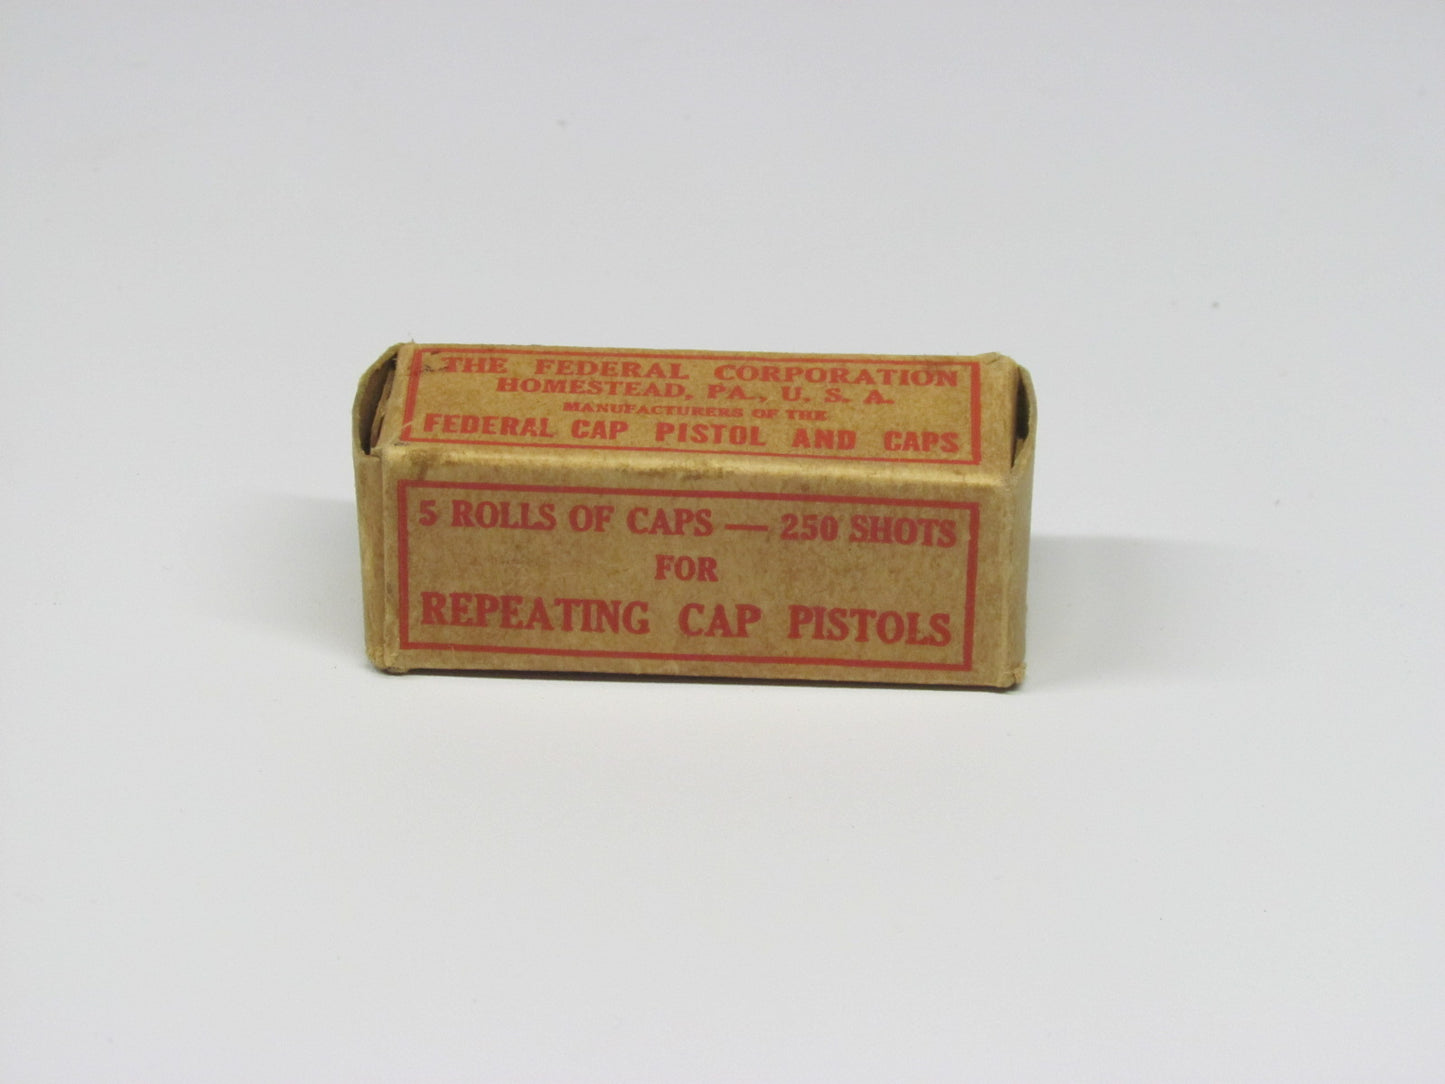 THE FEDERAL CORPORATION
HOMESTEAD, PA., U. S. A.
MANUFACTURERS OF THE
FEDERAL CAP PISTOL AND CAPS
5 ROLLS OF CAPS — 250 SHOTS
FOR
REPEATING CAP PISTOLS